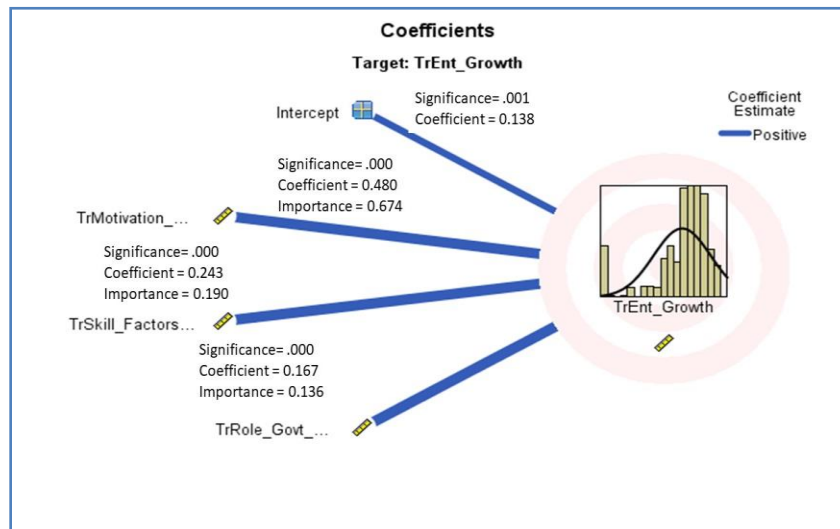 Coefficients
Target: TrEnt_Growth
Intercept
Significance= .001
Coefficient = 0.138
Coefficient
Estimate
Positive
Significance= .000
Coefficient = 0.480
Importance = 0.674
TrMotivation_...
Significance= .000
Coefficient = 0.243
Importance = 0.190
TrSkill_Factors...
TrEnt_Growth
Significance= .000
Coefficient = 0.167
Importance = 0.136
TrRole_Govt_...